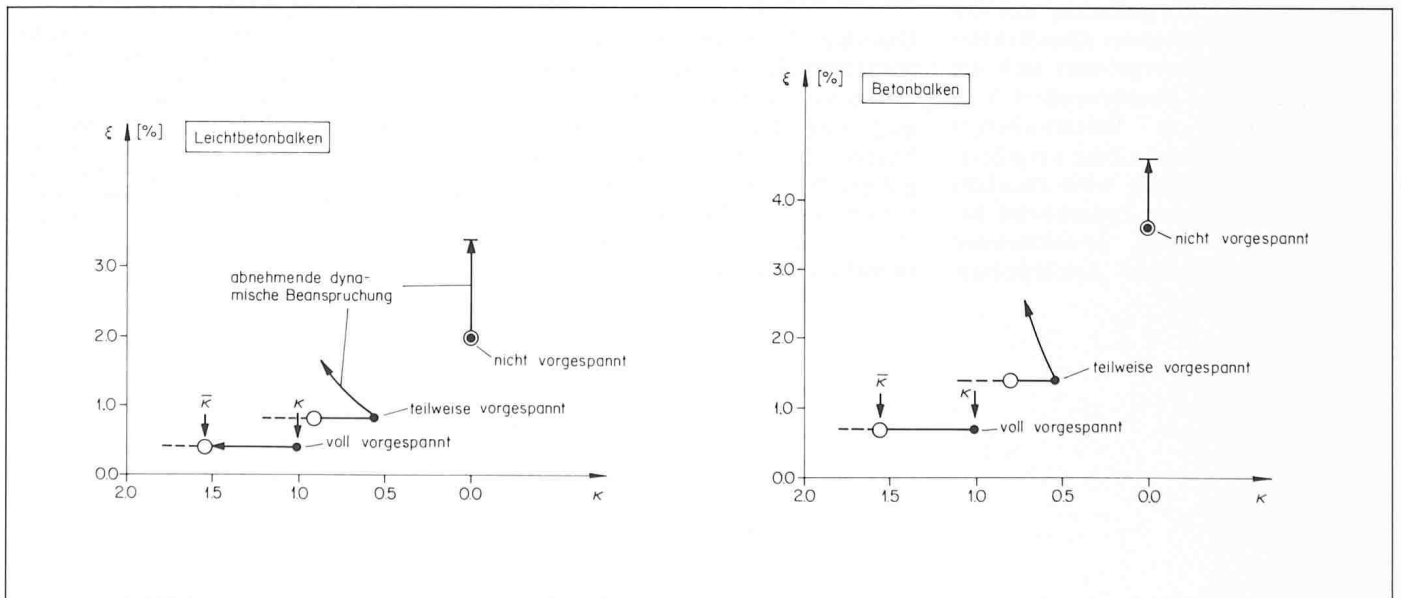 ξ [%]
Leichtbetonbalken
3.0
2.0
1.0
0.0
abnehmende dyna-
mische Beanspruchung
nicht vorgespannt
teilweise vorgespannt
voll vorgespannt
κ̅
κ
2.0 1.5 1.0 0.5 0.0 κ
ξ [%]
Betonbalken
4.0
3.0
2.0
1.0
0.0
nicht vorgespannt
teilweise vorgespannt
voll vorgespannt
κ̅
κ
2.0 1.5 1.0 0.5 0.0 κ